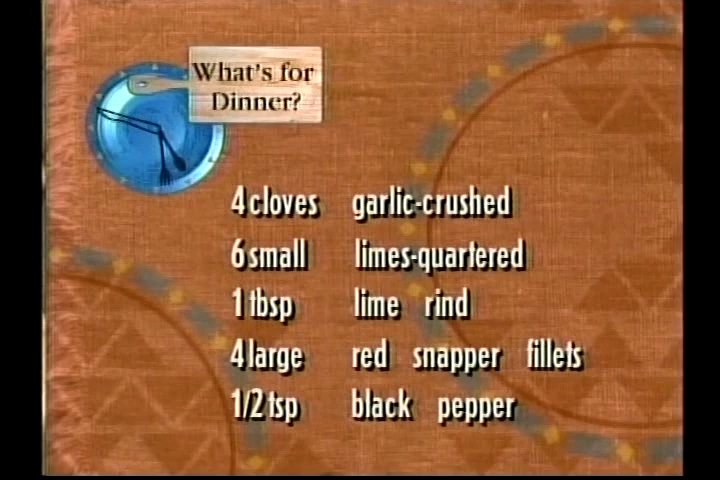 What's for
Dinner?
4 cloves garlic-crushed
6 small limes-quartered
1 tbsp lime rind
4 large red snapper fillets
1/2 tsp black pepper